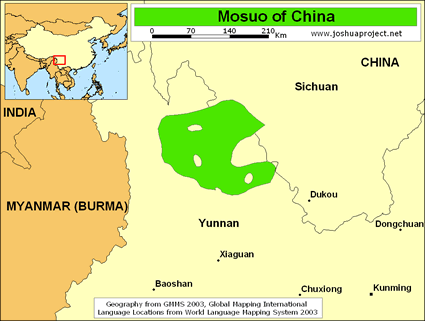 Mosuo of China
0 70 140 210
Km
www.joshuaproject.net
CHINA
Sichuan
INDIA
MYANMAR (BURMA)
Dukou
Yunnan
Dongchuan
Xiaguan
Baoshan
Chuxiong
Kunming
Geography from GMMS 2003, Global Mapping International
Language Locations from World Language Mapping System 2003